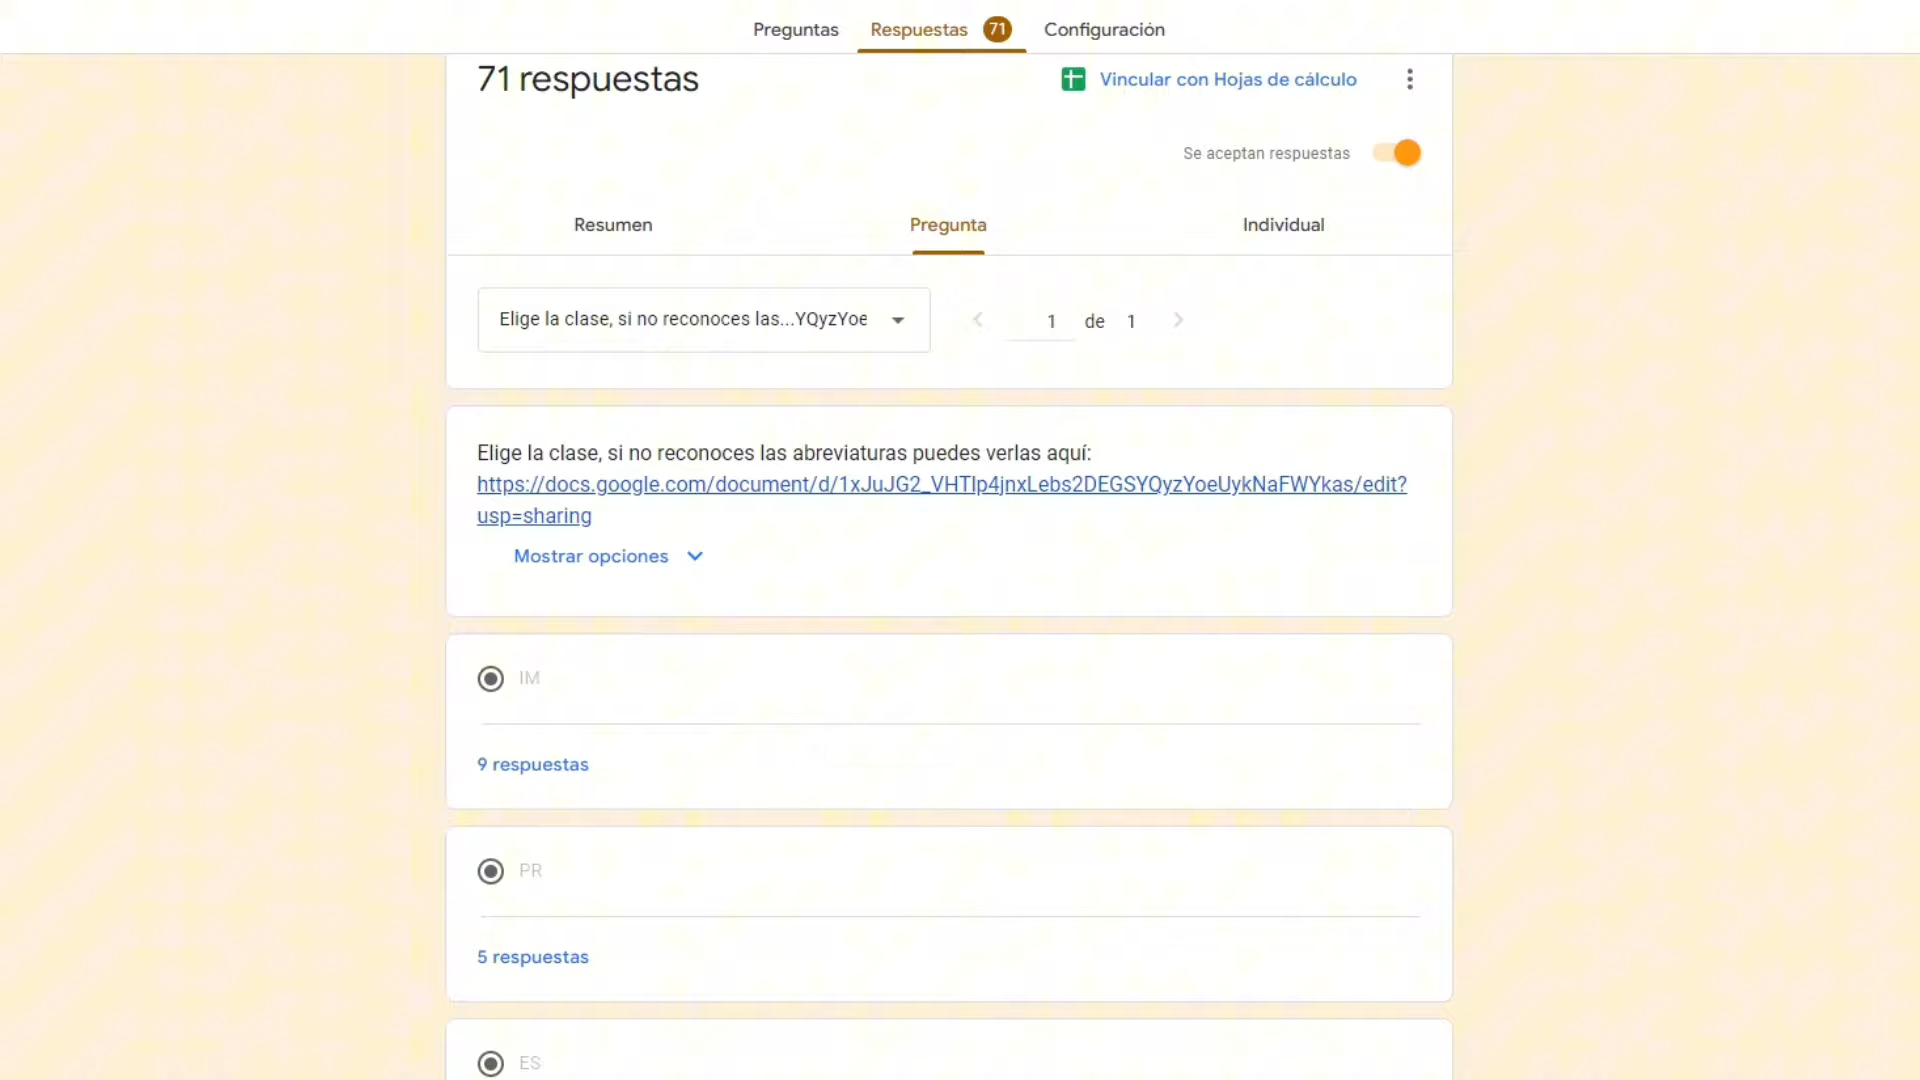 Preguntas Respuestas 71 Configuración
71 respuestas Vincular con Hojas de cálculo
Se aceptan respuestas
Resumen Pregunta Individual
Elige la clase, si no reconoces las...YQyzYoe 1 de 1
Elige la clase, si no reconoces las abreviaturas puedes verlas aquí:
https://docs.google.com/document/d/1xJuJG2_VHTlp4jnxLebs2DEGSYQyzYoeUykNaFWYkas/edit?
usp=sharing
Mostrar opciones
IM
9 respuestas
PR
5 respuestas
ES